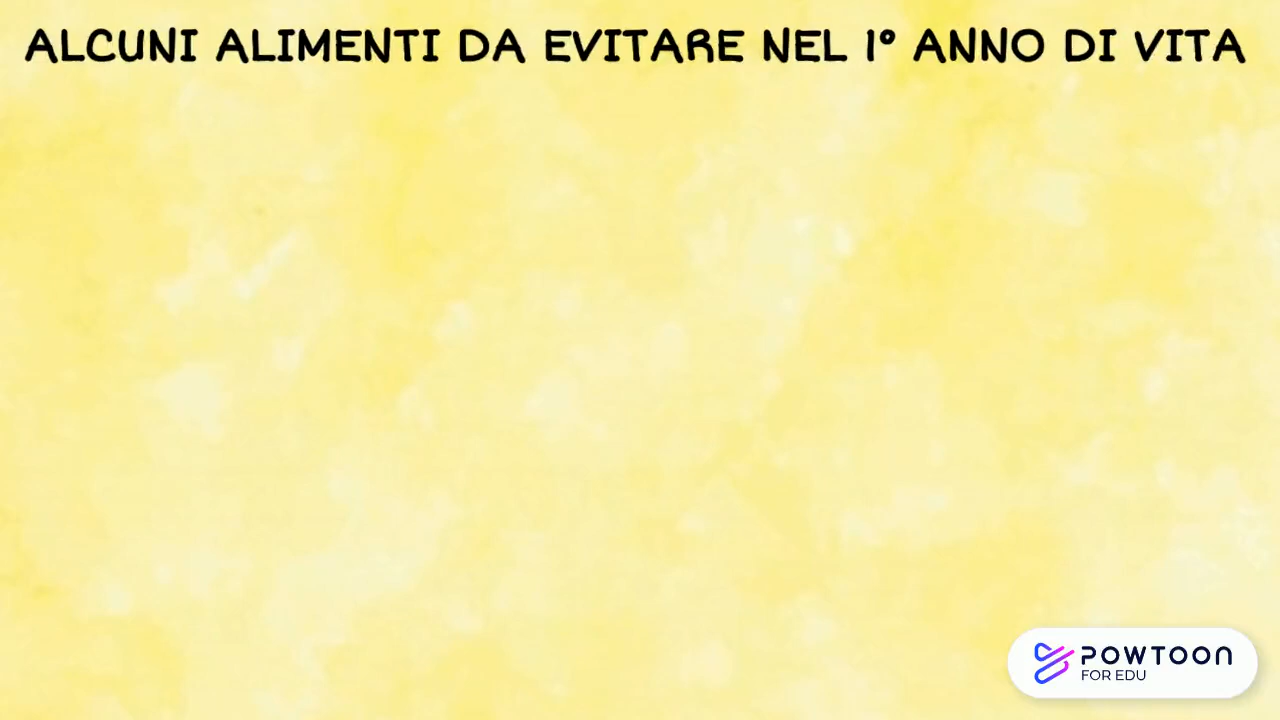 ALCUNI ALIMENTI DA EVITARE NEL 1° ANNO DI VITA
POWTOON
FOR EDU